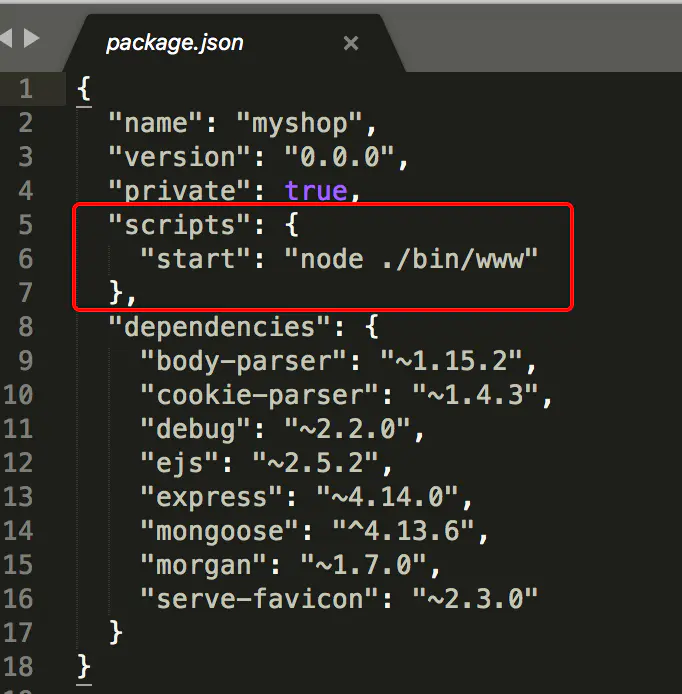 package.json ×
1 {
2 "name": "myshop",
3 "version": "0.0.0",
4 "private": true,
5 "scripts": {
6 "start": "node ./bin/www"
7 },
8 "dependencies": {
9 "body-parser": "~1.15.2",
10 "cookie-parser": "~1.4.3",
11 "debug": "~2.2.0",
12 "ejs": "~2.5.2",
13 "express": "~4.14.0",
14 "mongoose": "^4.13.6",
15 "morgan": "~1.7.0",
16 "serve-favicon": "~2.3.0"
17 }
18 }